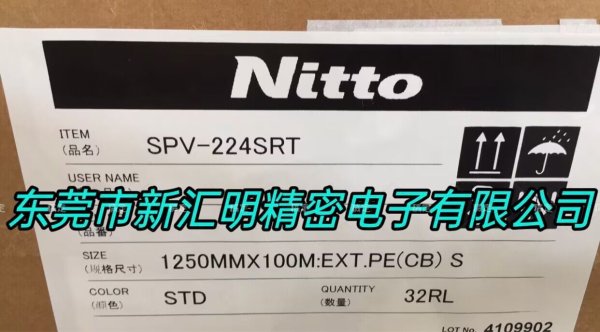 Nitto
ITEM
(品名) SPV-224SRT
USER NAME
东莞市新汇明精密电子有限公司
(品番)
SIZE
(规格尺寸) 1250MMX100M:EXT.PE(CB) S
COLOR QUANTITY
(颜色) STD (数量) 32RL
LOT No. 4109902